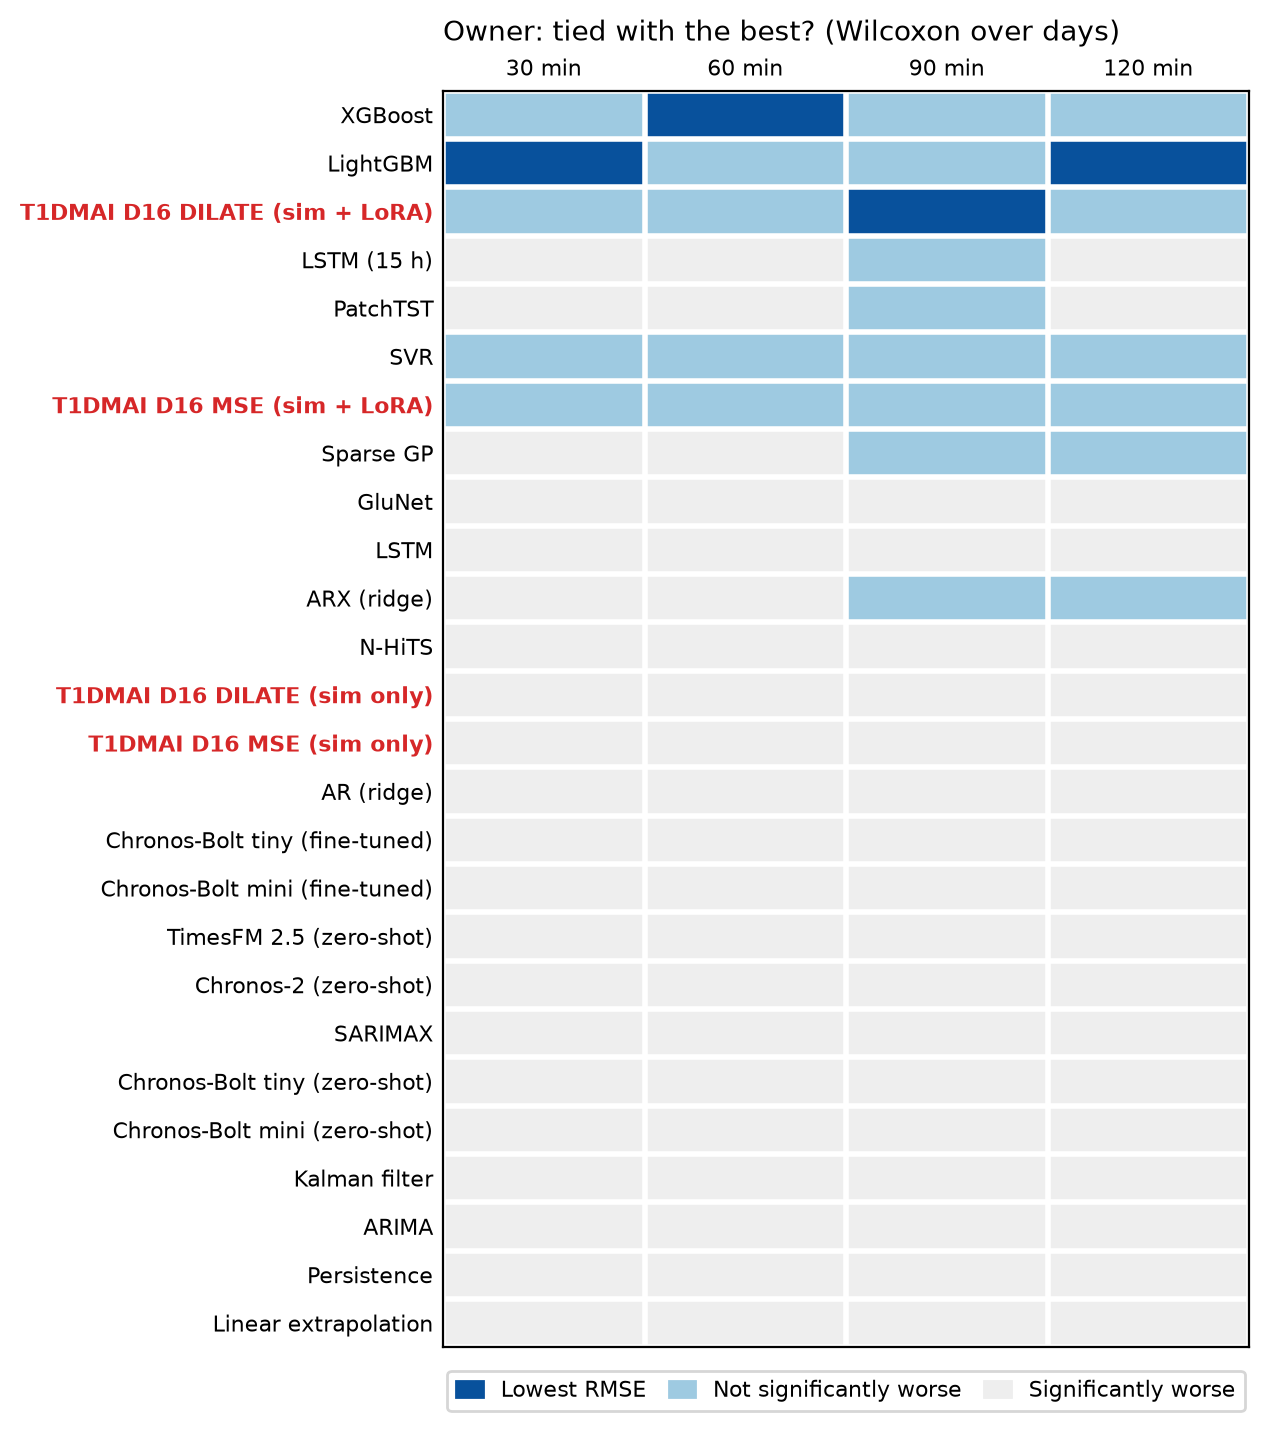 Owner: tied with the best? (Wilcoxon over days)
30 min 60 min 90 min 120 min
XGBoost
LightGBM
T1DMAI D16 DILATE (sim + LoRA)
LSTM (15 h)
PatchTST
SVR
T1DMAI D16 MSE (sim + LoRA)
Sparse GP
GluNet
LSTM
ARX (ridge)
N-HiTS
T1DMAI D16 DILATE (sim only)
T1DMAI D16 MSE (sim only)
AR (ridge)
Chronos-Bolt tiny (fine-tuned)
Chronos-Bolt mini (fine-tuned)
TimesFM 2.5 (zero-shot)
Chronos-2 (zero-shot)
SARIMAX
Chronos-Bolt tiny (zero-shot)
Chronos-Bolt mini (zero-shot)
Kalman filter
ARIMA
Persistence
Linear extrapolation
Lowest RMSE Not significantly worse Significantly worse